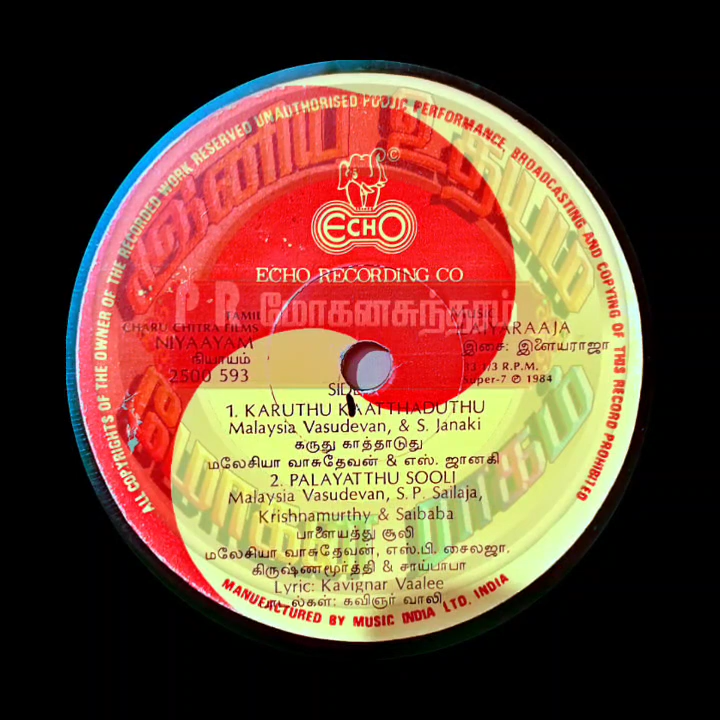 ALL COPYRIGHTS OF THE OWNER OF THE RECORDED WORK RESERVED UNAUTHORISED PUBLIC PERFORMANCE, BROADCASTING AND COPYING OF THIS RECORD PROHIBITED
©
ECHO
ECHO RECORDING CO
P R மோகனசுந்தரம்
TAMIL
CHARU CHITRA FILMS
NIYAAYAM
நியாயம்
2500 593
MUSIC:
இசை: இளையராஜா
33 1/3 R.P.M.
Super-7 © 1984
1. KARUTHU KAATTHADUTHU
Malaysia Vasudevan, & S. Janaki
கருது காத்தாடுது
மலேசியா வாசுதேவன் & எஸ். ஜானகி
2. PALAYATTHU SOOLI
Malaysia Vasudevan, S.P. Sailaja,
Krishnamurthy & Saibaba
பாளையத்து சூலி
மலேசியா வாசுதேவன், எஸ்.பி. சைலஜா.
கிருஷ்ணமூர்த்தி & சாய்பாபா
Lyric: Kavignar Vaalee
பாடல்கள்: கவிஞர் வாலி,
MANUFACTURED BY MUSIC INDIA LTD. INDIA